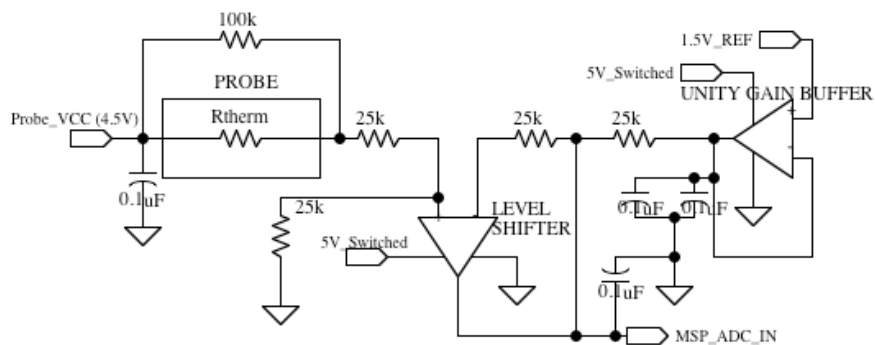 100k
1.5V_REF
PROBE
5V_Switched
UNITY GAIN BUFFER
Probe_VCC (4.5V)
Rtherm
25k
25k
25k
+
-
0.1uF
0.1uF
0.1uF
25k
LEVEL
SHIFTER
5V_Switched
0.1uF
MSP_ADC_IN